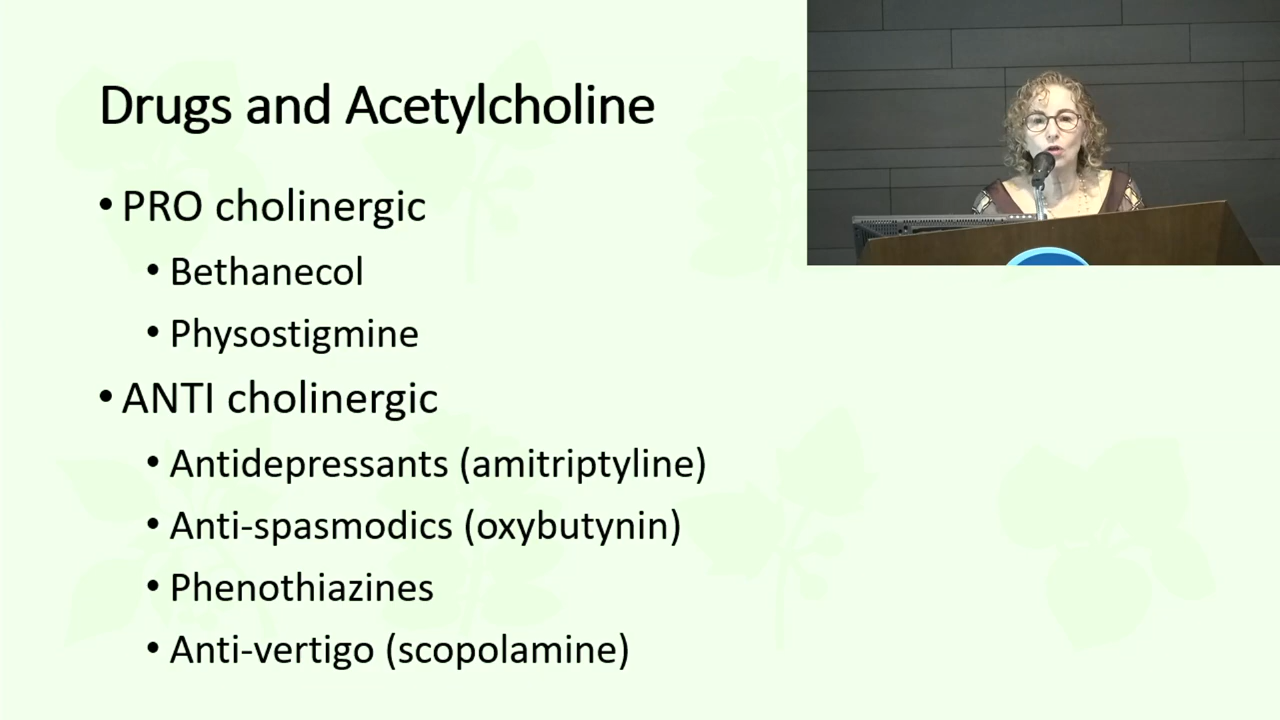 Drugs and Acetylcholine
• PRO cholinergic
• Bethanecol
• Physostigmine
• ANTI cholinergic
• Antidepressants (amitriptyline)
• Anti-spasmodics (oxybutynin)
• Phenothiazines
• Anti-vertigo (scopolamine)